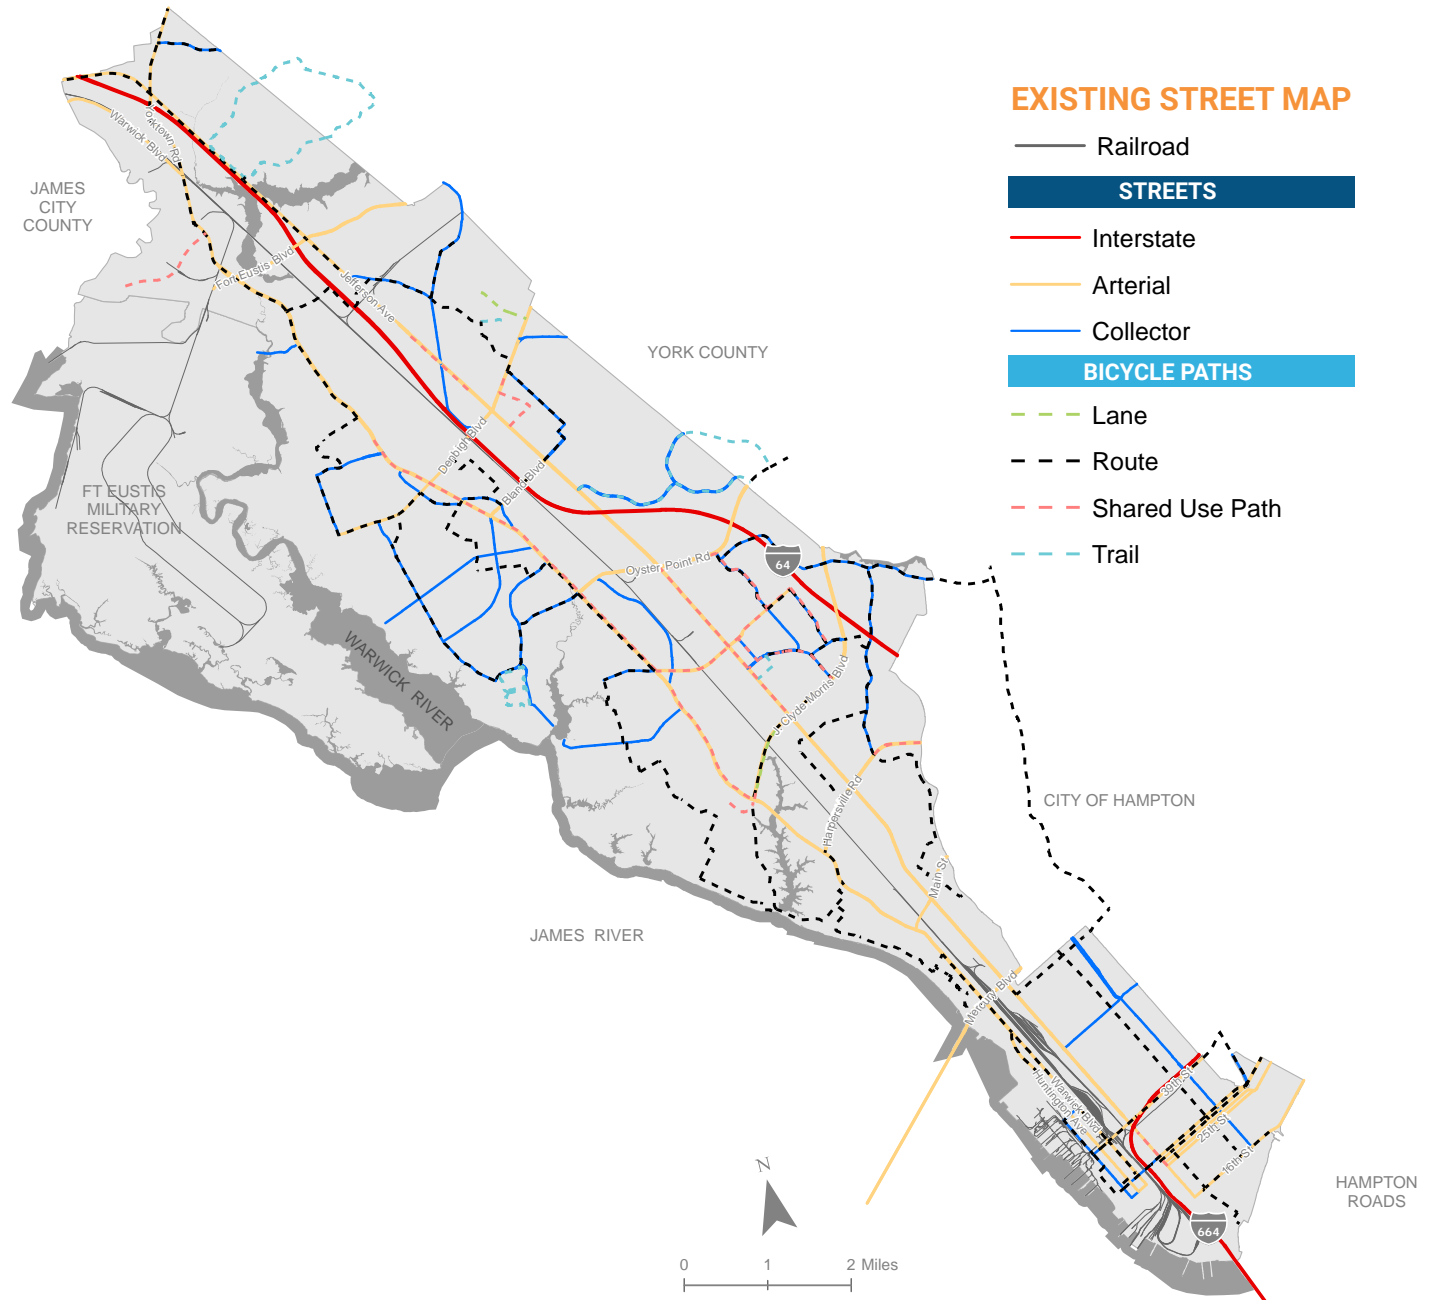 EXISTING STREET MAP
Railroad
STREETS
Interstate
Arterial
Collector
BICYCLE PATHS
Lane
Route
Shared Use Path
Trail
JAMES
CITY
COUNTY
Warwick Blvd
Yorktown Rd
Fort Eustis Blvd
Jefferson Ave
YORK COUNTY
Denbigh Blvd
Bland Blvd
FT EUSTIS
MILITARY
RESERVATION
Oyster Point Rd
64
WARWICK RIVER
J Clyde Morris Blvd
Harpersville Rd
CITY OF HAMPTON
Main St
JAMES RIVER
Mercury Blvd
Warwick Blvd
Huntington Ave
39th St
25th St
16th St
HAMPTON
ROADS
664
N
0 1 2 Miles